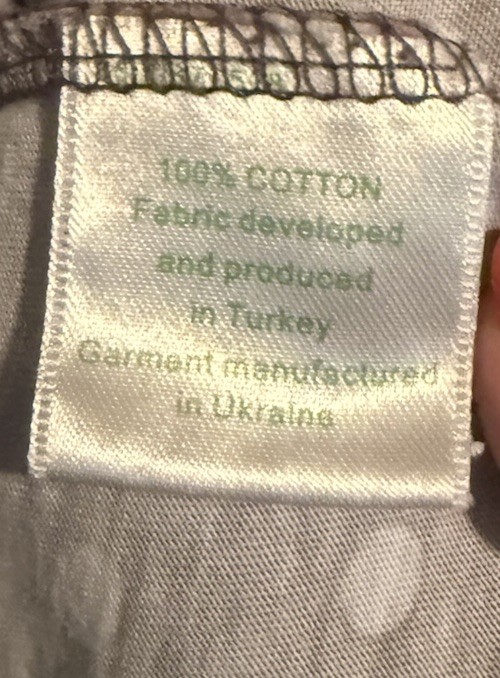 100% COTTON
Fabric developed
and produced
in Turkey
Garment manufactured
in Ukraine